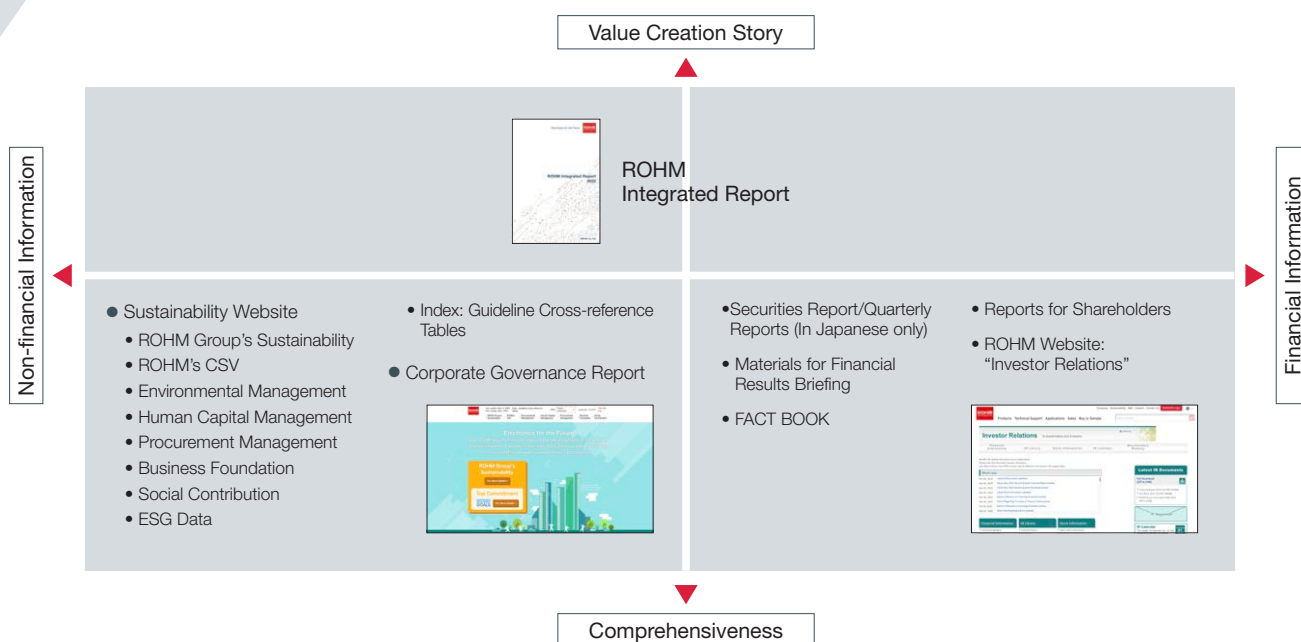 Value Creation Story
Non-financial Information
Financial Information
ROHM
Integrated Report
ROHM Integrated Report
● Sustainability Website
• ROHM Group's Sustainability
• ROHM's CSV
• Environmental Management
• Human Capital Management
• Procurement Management
• Business Foundation
• Social Contribution
• ESG Data
• Index: Guideline Cross-reference
Tables
● Corporate Governance Report
Electronics for the Future
ROHM Group's
Sustainability
Top Commitment
•Securities Report/Quarterly
Reports (In Japanese only)
• Materials for Financial
Results Briefing
• FACT BOOK
• Reports for Shareholders
• ROHM Website:
“Investor Relations”
Investor Relations
Latest IR Documents
Comprehensiveness